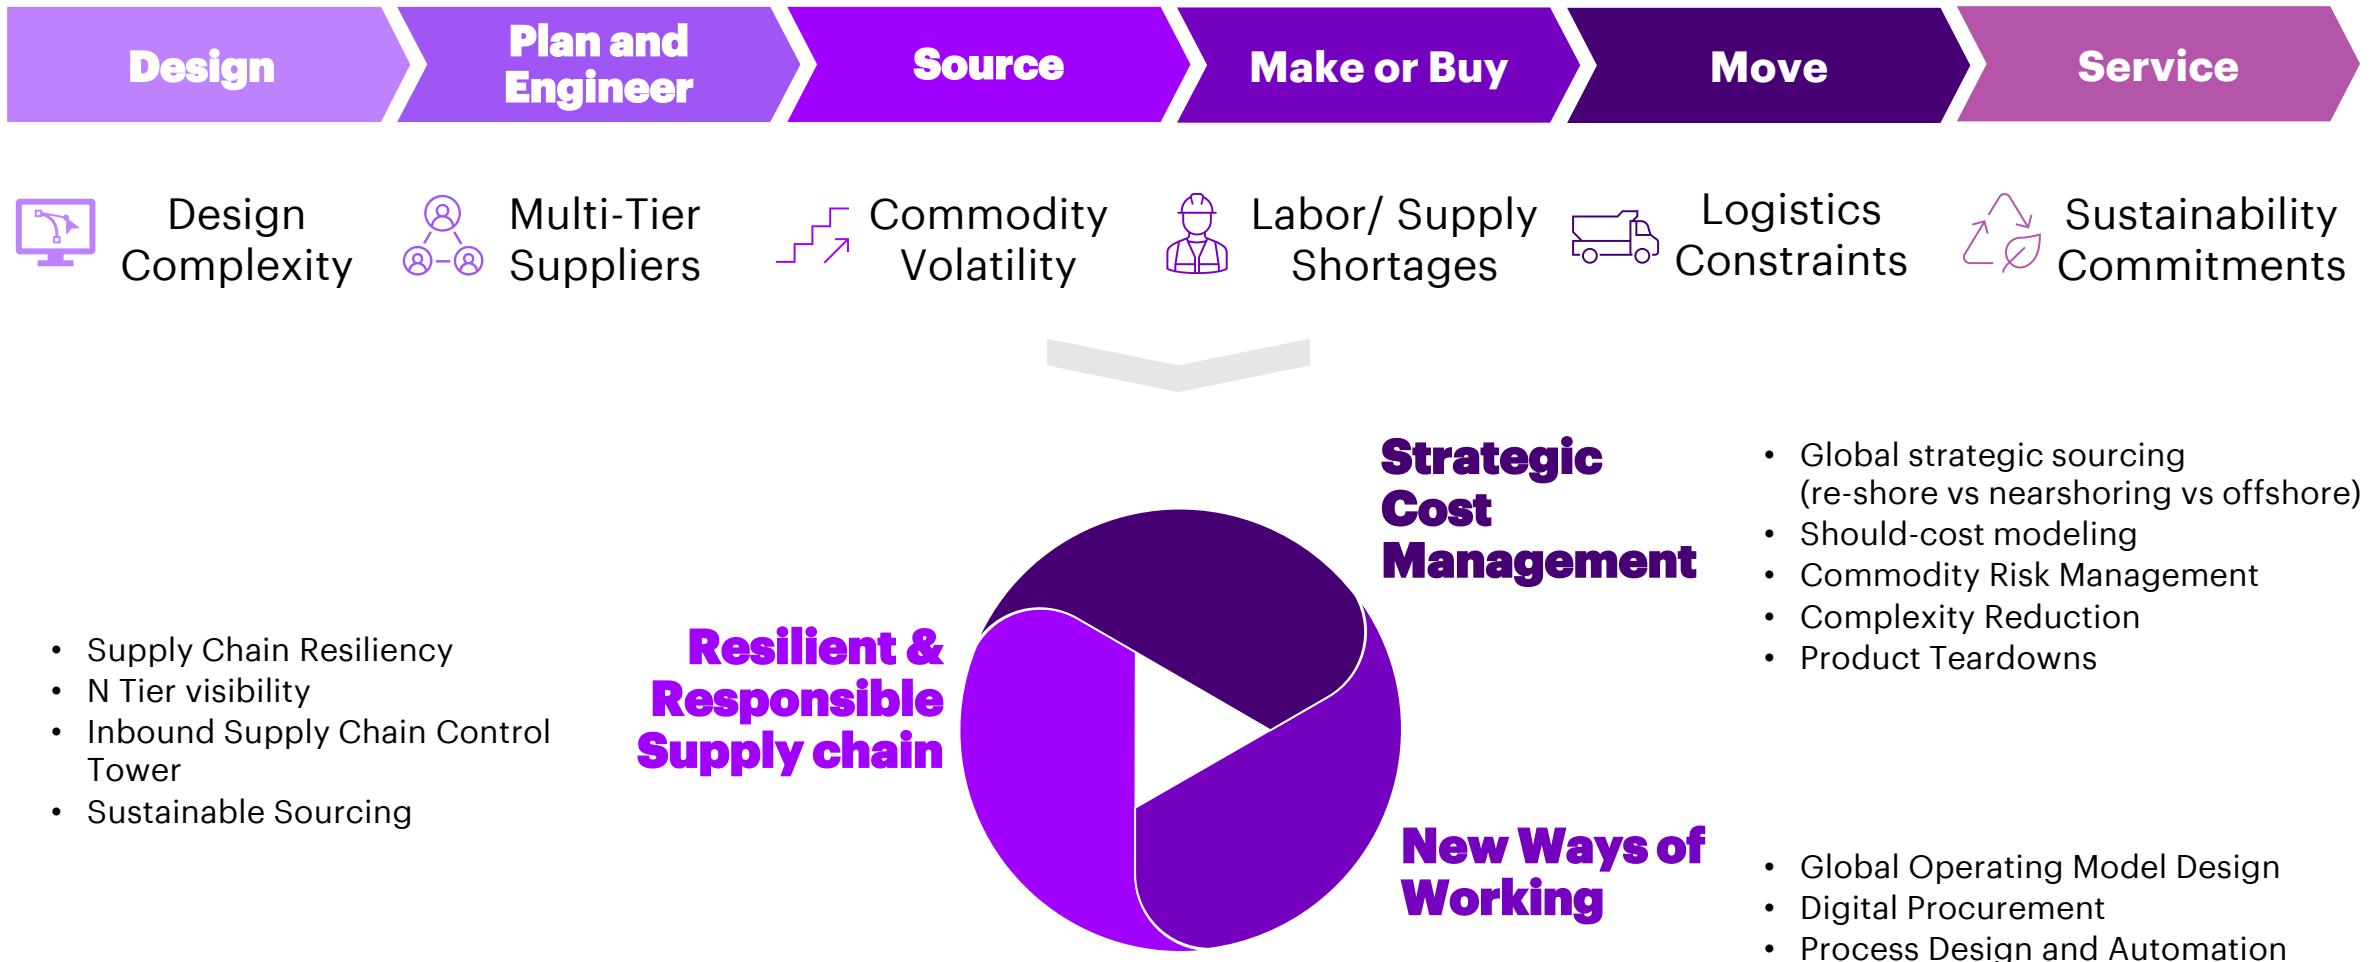 Design
Plan and
Engineer
Source
Make or Buy
Move
Service
Design
Complexity
Multi-Tier
Suppliers
Commodity
Volatility
Labor/ Supply
Shortages
Logistics
Constraints
Sustainability
Commitments
Strategic
Cost
Management
• Global strategic sourcing
(re-shore vs nearshoring vs offshore)
• Should-cost modeling
• Commodity Risk Management
• Complexity Reduction
• Product Teardowns
Resilient &
Responsible
Supply chain
• Supply Chain Resiliency
• N Tier visibility
• Inbound Supply Chain Control
Tower
• Sustainable Sourcing
New Ways of
Working
• Global Operating Model Design
• Digital Procurement
• Process Design and Automation